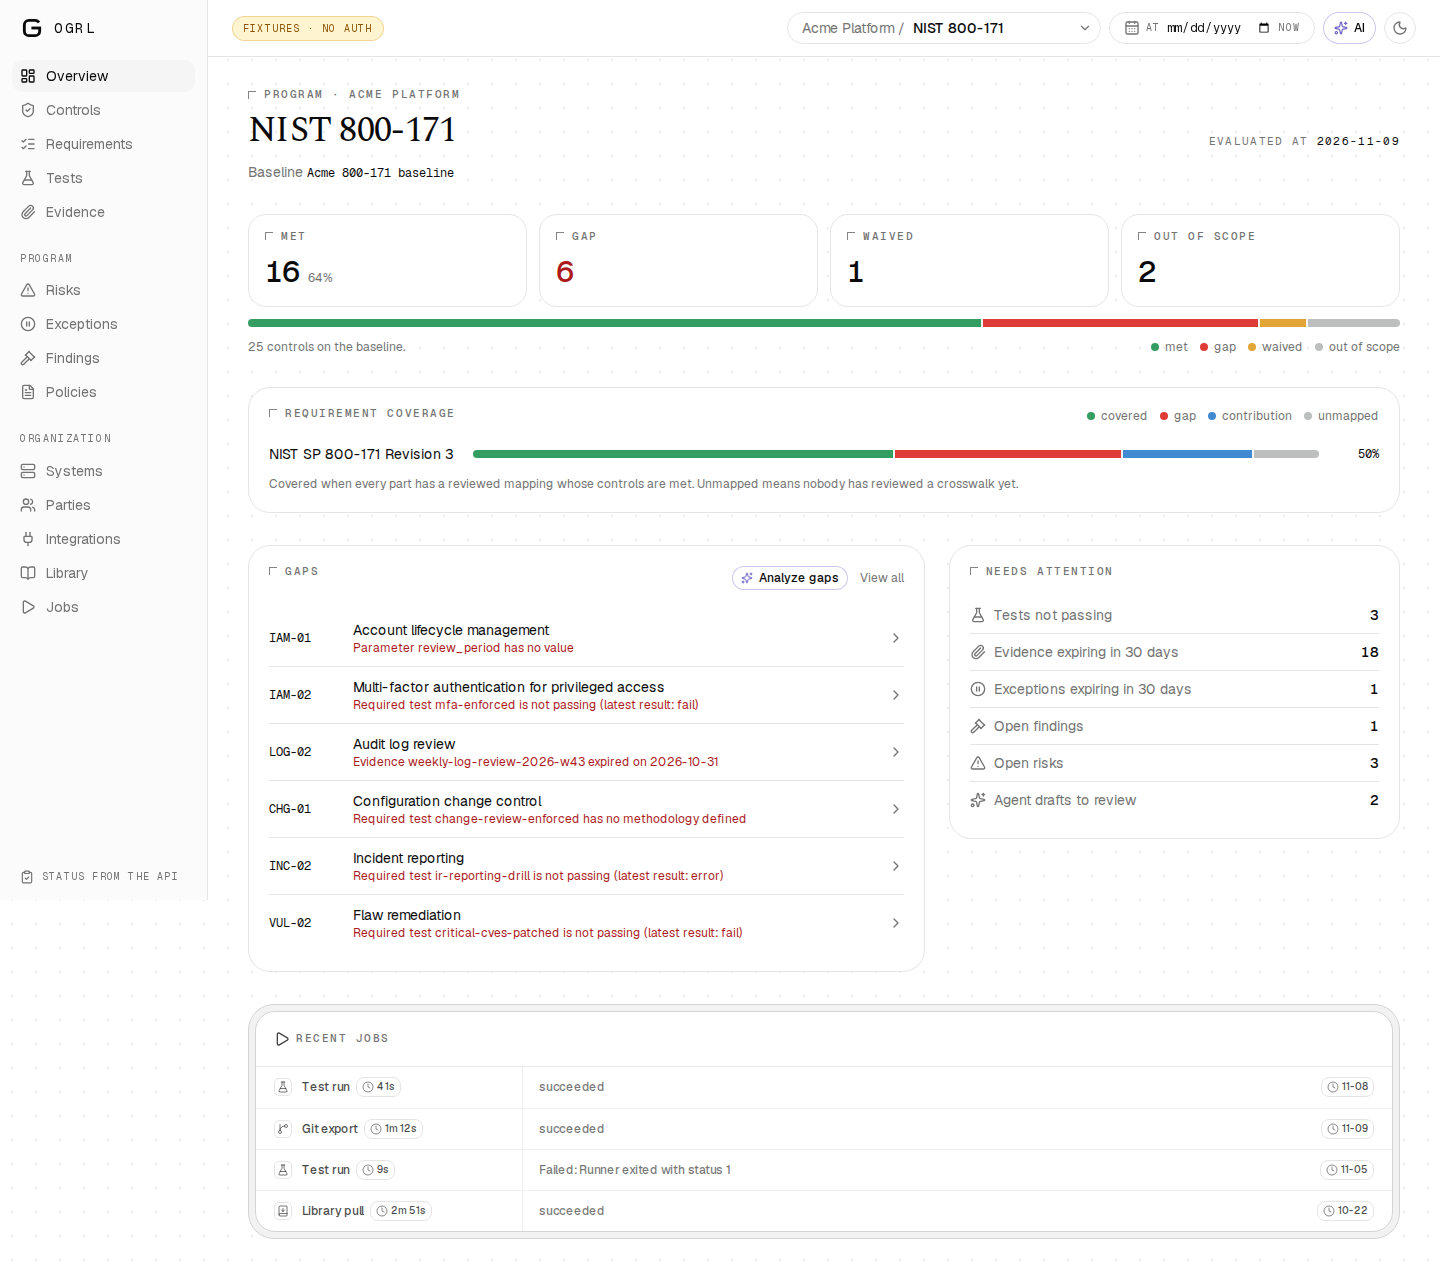 OGRL
FIXTURES · NO AUTH
Acme Platform / NIST 800-171
AT mm/dd/yyyy NOW
AI
Overview
Controls
Requirements
Tests
Evidence
PROGRAM
Risks
Exceptions
Findings
Policies
ORGANIZATION
Systems
Parties
Integrations
Library
Jobs
STATUS FROM THE API
PROGRAM · ACME PLATFORM
NIST 800-171
EVALUATED AT 2026-11-09
Baseline Acme 800-171 baseline
MET
16 64%
GAP
6
WAIVED
1
OUT OF SCOPE
2
25 controls on the baseline.
met gap waived out of scope
REQUIREMENT COVERAGE
covered gap contribution unmapped
NIST SP 800-171 Revision 3 50%
Covered when every part has a reviewed mapping whose controls are met. Unmapped means nobody has reviewed a crosswalk yet.
GAPS
Analyze gaps View all
IAM-01 Account lifecycle management
Parameter review_period has no value
IAM-02 Multi-factor authentication for privileged access
Required test mfa-enforced is not passing (latest result: fail)
LOG-02 Audit log review
Evidence weekly-log-review-2026-w43 expired on 2026-10-31
CHG-01 Configuration change control
Required test change-review-enforced has no methodology defined
INC-02 Incident reporting
Required test ir-reporting-drill is not passing (latest result: error)
VUL-02 Flaw remediation
Required test critical-cves-patched is not passing (latest result: fail)
NEEDS ATTENTION
Tests not passing 3
Evidence expiring in 30 days 18
Exceptions expiring in 30 days 1
Open findings 1
Open risks 3
Agent drafts to review 2
RECENT JOBS
Test run 41s succeeded 11-08
Git export 1m 12s succeeded 11-09
Test run 9s Failed: Runner exited with status 1 11-05
Library pull 2m 51s succeeded 10-22